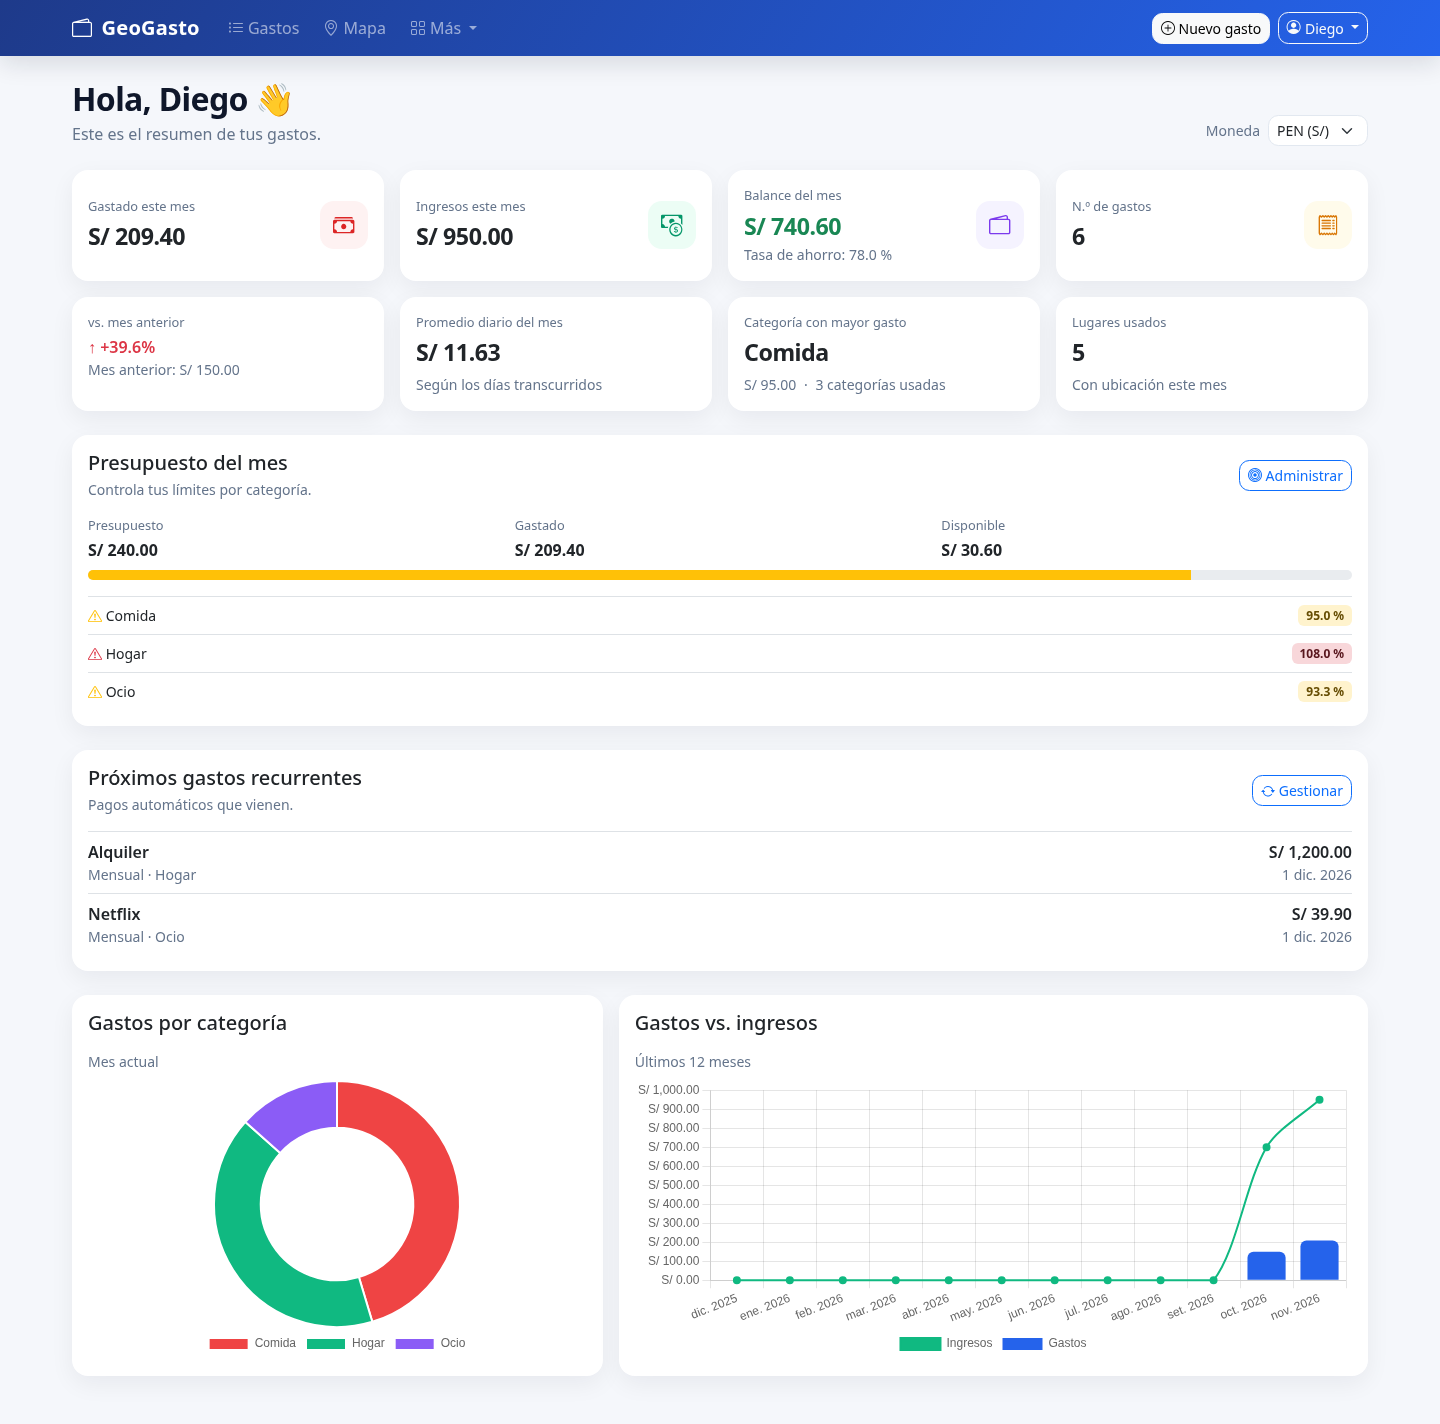 GeoGasto Gastos Mapa Más Nuevo gasto Diego
Hola, Diego 👋
Este es el resumen de tus gastos.
Moneda PEN (S/)
Gastado este mes
S/ 209.40
Ingresos este mes
S/ 950.00
Balance del mes
S/ 740.60
Tasa de ahorro: 78.0 %
N.º de gastos
6
vs. mes anterior
↑ +39.6%
Mes anterior: S/ 150.00
Promedio diario del mes
S/ 11.63
Según los días transcurridos
Categoría con mayor gasto
Comida
S/ 95.00 · 3 categorías usadas
Lugares usados
5
Con ubicación este mes
Presupuesto del mes
Controla tus límites por categoría.
Administrar
Presupuesto
S/ 240.00
Gastado
S/ 209.40
Disponible
S/ 30.60
Comida 95.0 %
Hogar 108.0 %
Ocio 93.3 %
Próximos gastos recurrentes
Pagos automáticos que vienen.
Gestionar
Alquiler S/ 1,200.00
Mensual · Hogar 1 dic. 2026
Netflix S/ 39.90
Mensual · Ocio 1 dic. 2026
Gastos por categoría
Mes actual
Comida Hogar Ocio
Gastos vs. ingresos
Últimos 12 meses
S/ 1,000.00
S/ 900.00
S/ 800.00
S/ 700.00
S/ 600.00
S/ 500.00
S/ 400.00
S/ 300.00
S/ 200.00
S/ 100.00
S/ 0.00
dic. 2025 ene. 2026 feb. 2026 mar. 2026 abr. 2026 may. 2026 jun. 2026 jul. 2026 ago. 2026 set. 2026 oct. 2026 nov. 2026
Ingresos Gastos